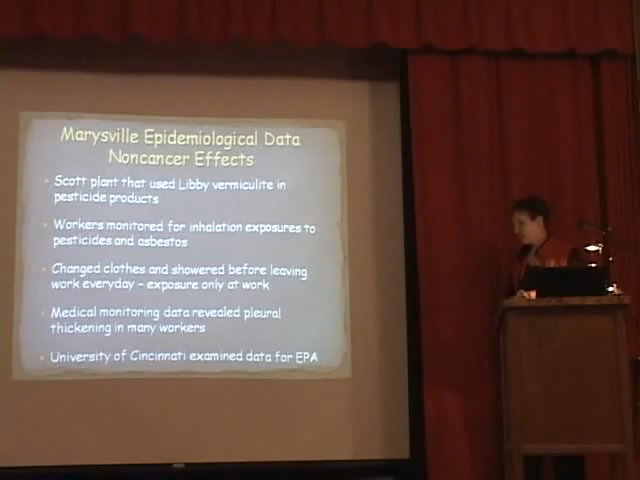 Marysville Epidemiological Data
Noncancer Effects
• Scott plant that used Libby vermiculite in
pesticide products
• Workers monitored for inhalation exposures to
pesticides and asbestos
• Changed clothes and showered before leaving
work everyday – exposure only at work
• Medical monitoring data revealed pleural
thickening in many workers
• University of Cincinnati examined data for EPA